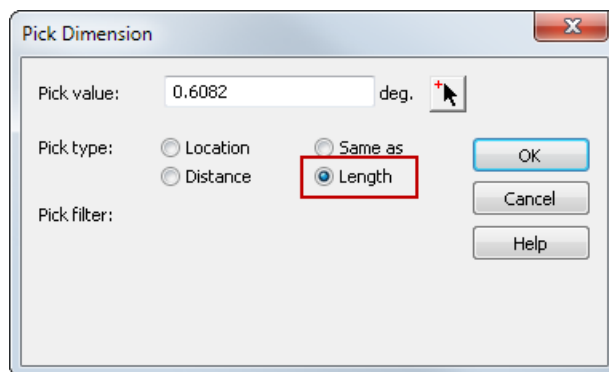 Pick Dimension
Pick value: 0.6082 deg.
Pick type: Location Same as OK
Distance Length
Cancel
Pick filter:
Help